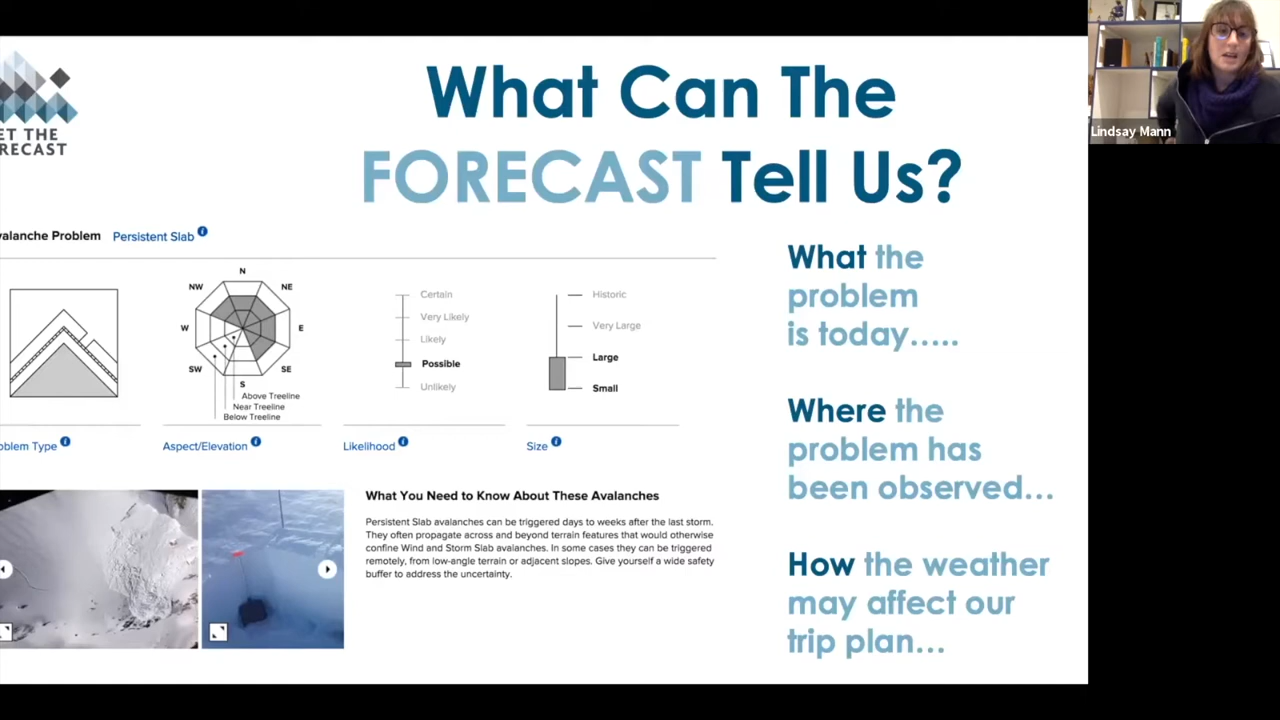 What Can The
FORECAST Tell Us?
ET THE
RECAST
valanche Problem Persistent Slab
N
NW NE
W E
SW SE
S
Above Treeline
Near Treeline
Below Treeline
Certain
Very Likely
Likely
Possible
Unlikely
Historic
Very Large
Large
Small
oblem Type
Aspect/Elevation
Likelihood
Size
What You Need to Know About These Avalanches
Persistent Slab avalanches can be triggered days to weeks after the last storm.
They often propagate across and beyond terrain features that would otherwise
confine Wind and Storm Slab avalanches. In some cases they can be triggered
remotely, from low-angle terrain or adjacent slopes. Give yourself a wide safety
buffer to address the uncertainty.
What the
problem
is today.....
Where the
problem has
been observed...
How the weather
may affect our
trip plan...
Lindsay Mann